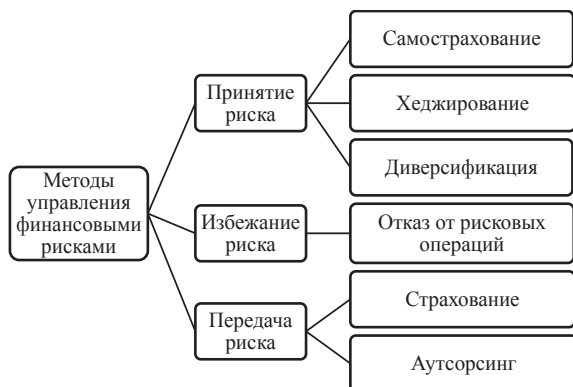 Методы
управления
финансовыми
рисками
Принятие
риска
Самострахование
Хеджирование
Диверсификация
Избежание
риска
Отказ от рисковых
операций
Передача
риска
Страхование
Аутсорсинг